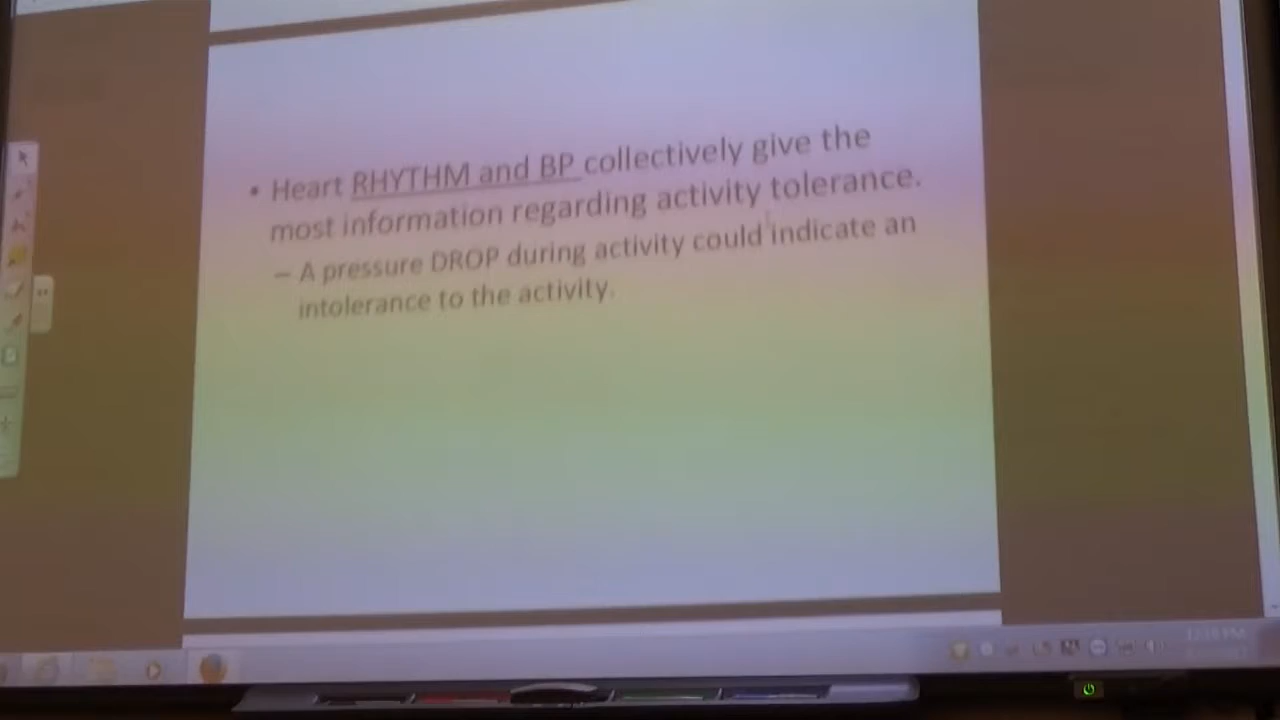 • Heart RHYTHM and BP collectively give the
most information regarding activity tolerance.
– A pressure DROP during activity could indicate an
intolerance to the activity.